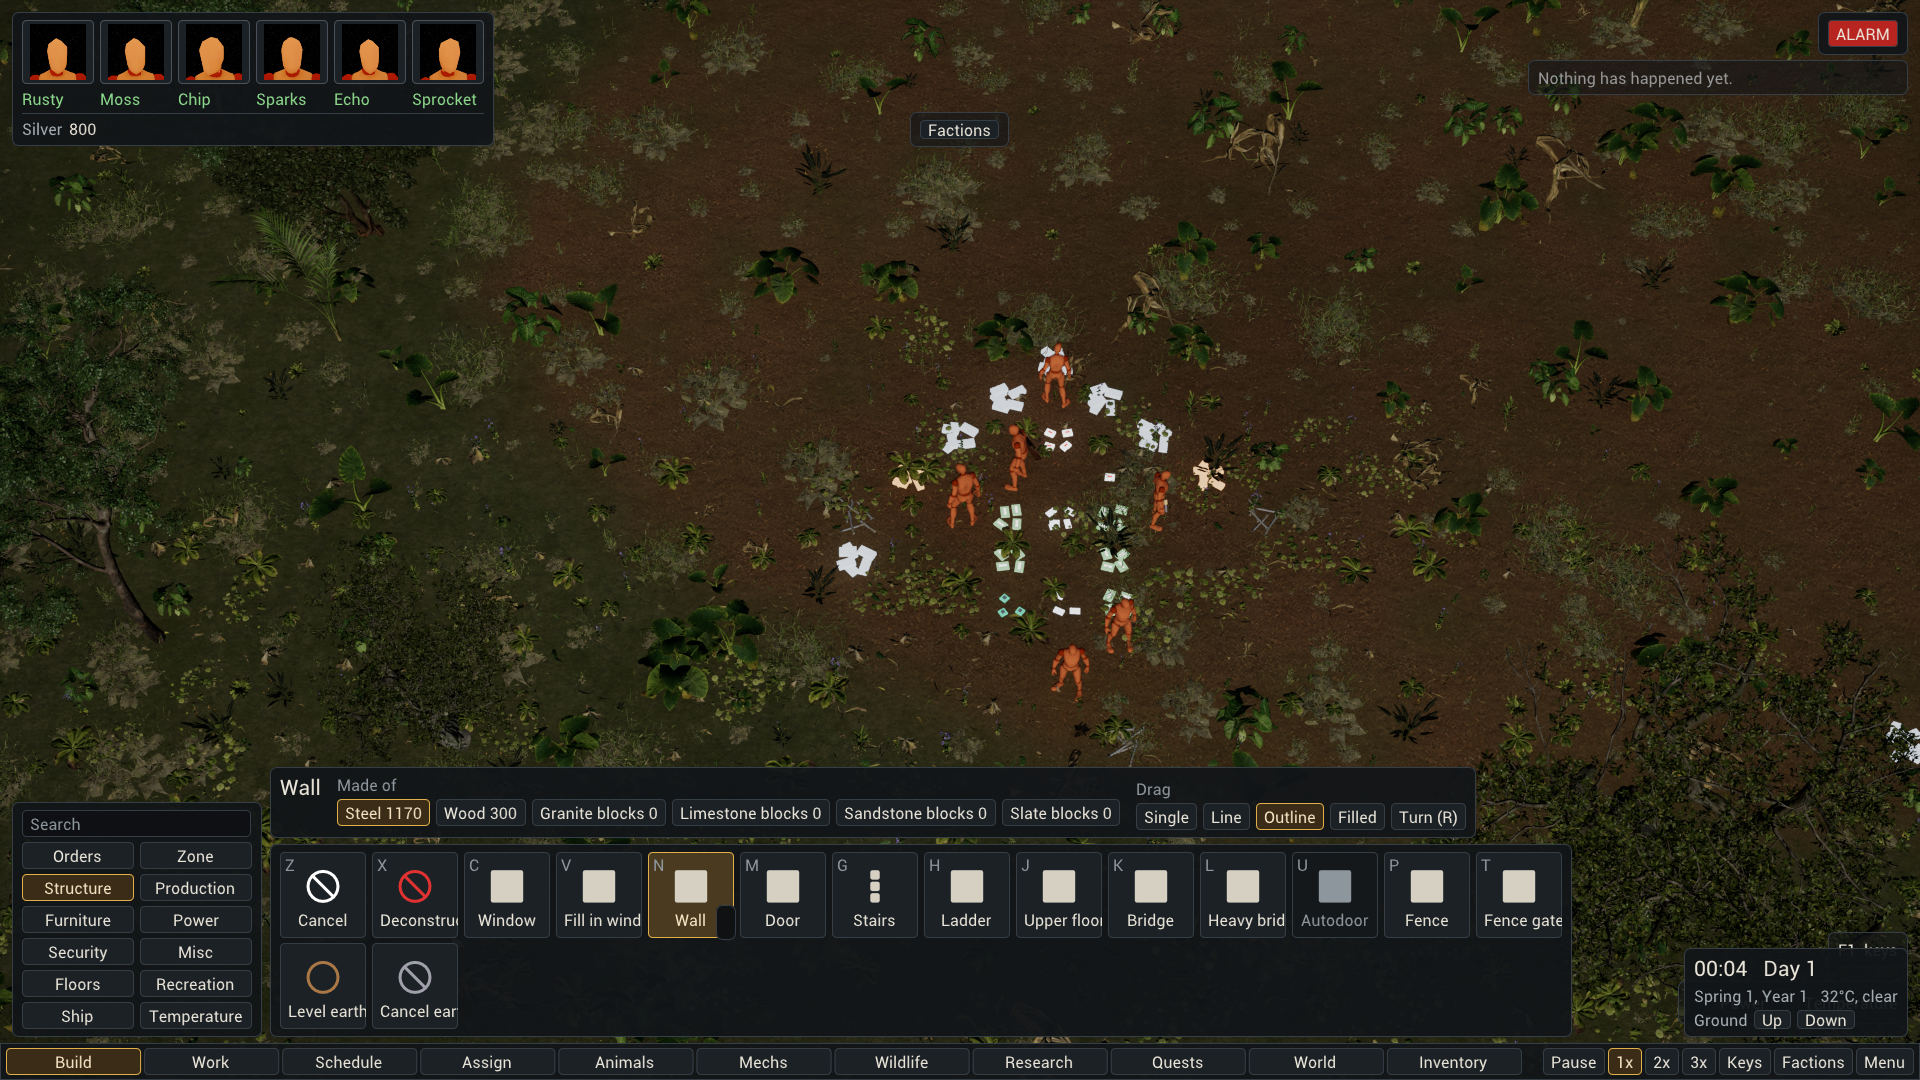 Rusty Moss Chip Sparks Echo Sprocket
Silver 800
ALARM
Nothing has happened yet.
Factions
Wall Made of
Steel 1170 Wood 300 Granite blocks 0 Limestone blocks 0 Sandstone blocks 0 Slate blocks 0
Drag
Single Line Outline Filled Turn (R)
Search
Orders Zone
Structure Production
Furniture Power
Security Misc
Floors Recreation
Ship Temperature
Z Cancel
X Deconstru
C Window
V Fill in wind
N Wall
M Door
G Stairs
H Ladder
J Upper floor
K Bridge
L Heavy brid
U Autodoor
P Fence
T Fence gate
Level earth
Cancel ear
F1 keys
00:04 Day 1
Spring 1, Year 1 32°C, clear
Ground Up Down
Build Work Schedule Assign Animals Mechs Wildlife Research Quests World Inventory Pause 1x 2x 3x Keys Factions Menu